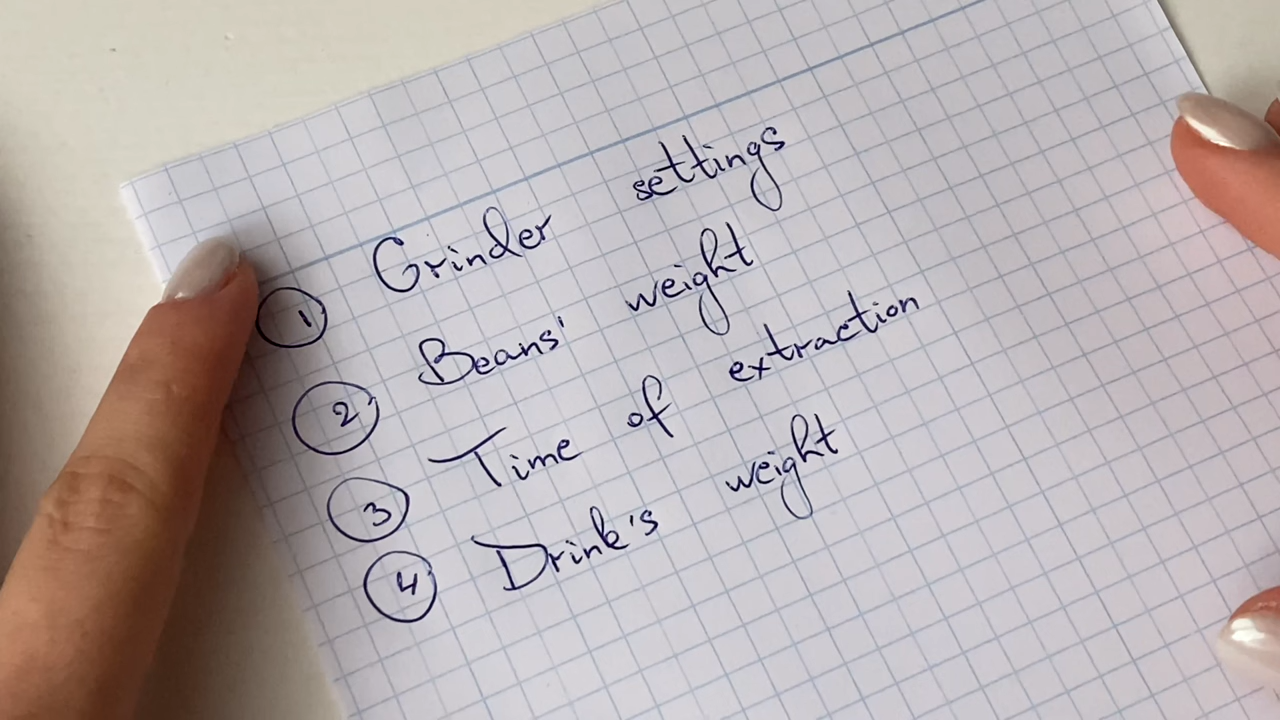 1 Grinder settings
2 Beans' weight
3 Time of extraction
4 Drink's weight